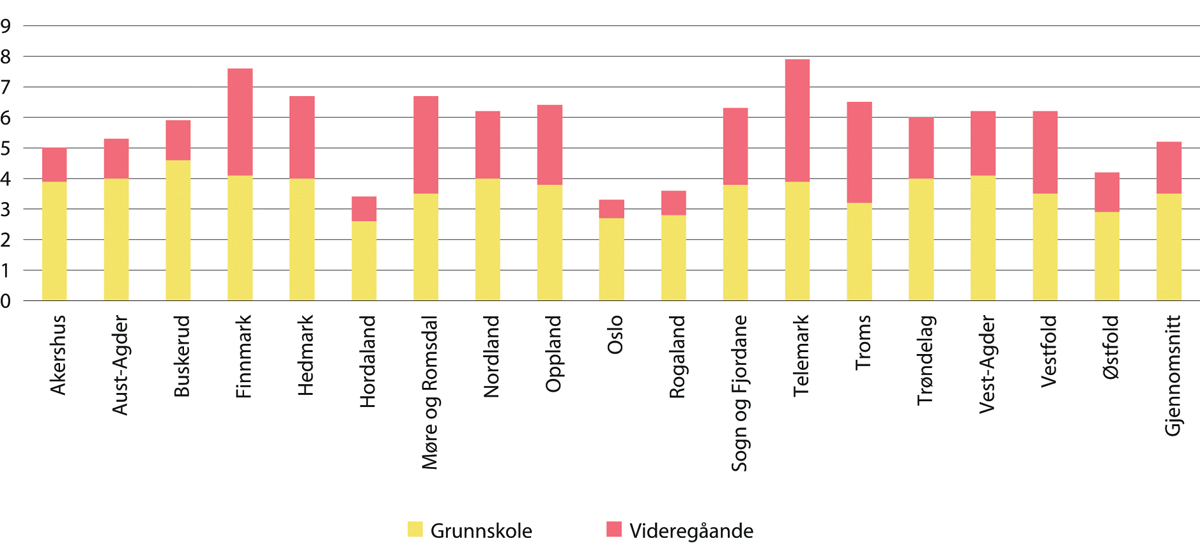 9
8
7
6
5
4
3
2
1
0
Akershus
Aust-Agder
Buskerud
Finnmark
Hedmark
Hordaland
Møre og Romsdal
Nordland
Oppland
Oslo
Rogaland
Sogn og Fjordane
Telemark
Troms
Trøndelag
Vest-Agder
Vestfold
Østfold
Gjennomsnitt
Grunnskole
Videregåande